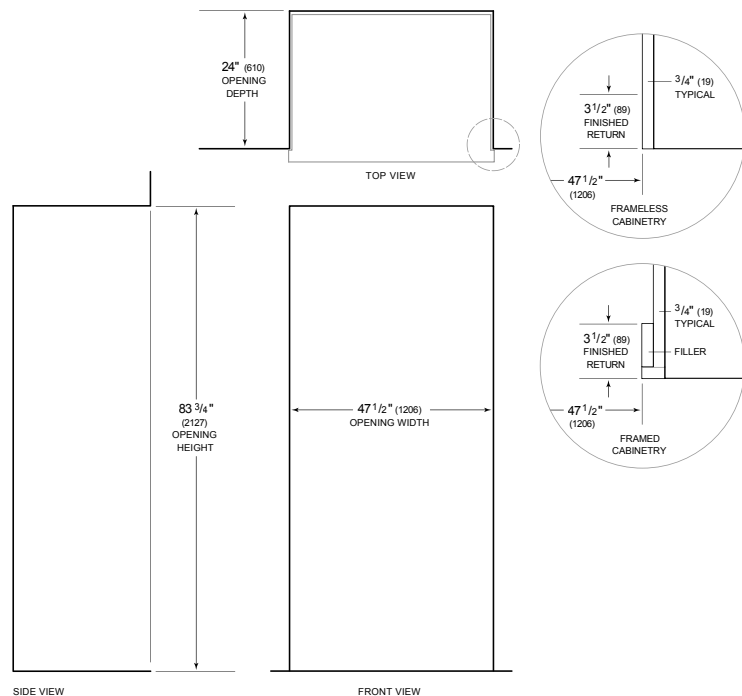 24" (610)
OPENING
DEPTH
TOP VIEW
3 1/2" (89)
FINISHED
RETURN
3/4" (19)
TYPICAL
47 1/2"
(1206)
FRAMELESS
CABINETRY
3 1/2" (89)
FINISHED
RETURN
3/4" (19)
TYPICAL
FILLER
47 1/2"
(1206)
FRAMED
CABINETRY
83 3/4"
(2127)
OPENING
HEIGHT
47 1/2" (1206)
OPENING WIDTH
SIDE VIEW
FRONT VIEW